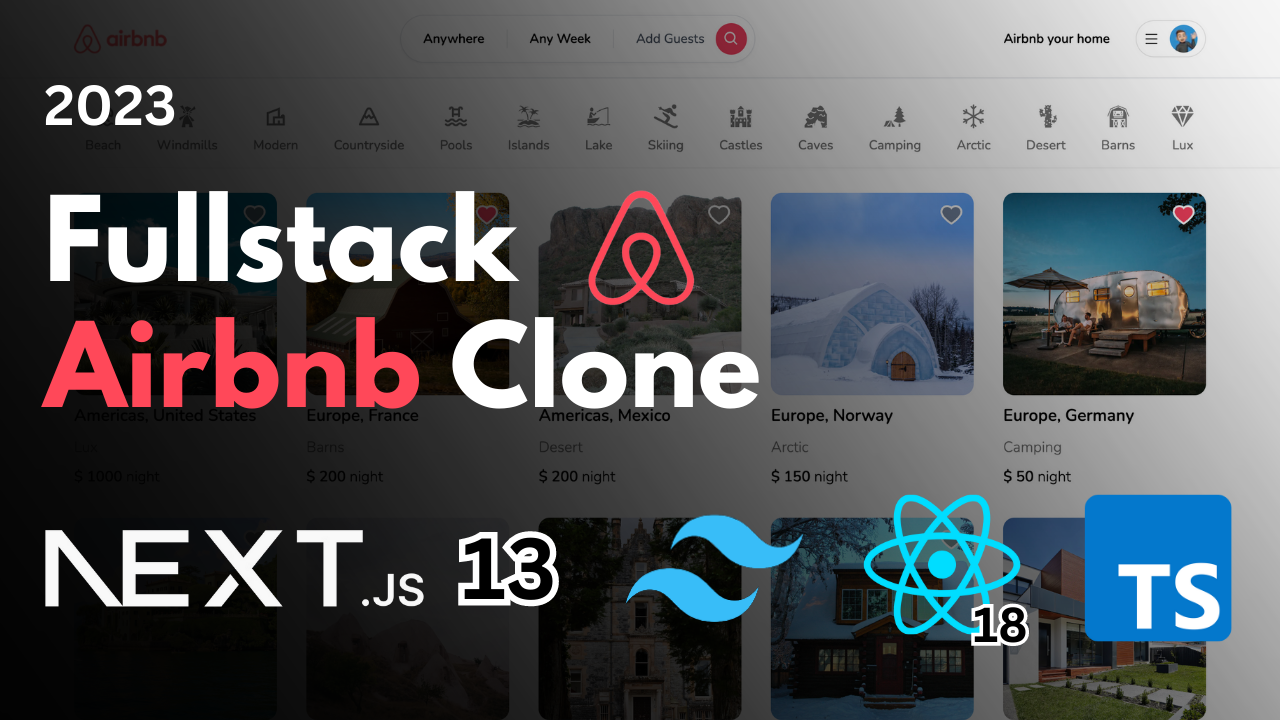 airbnb
Anywhere
Any Week
Add Guests
Airbnb your home
2023
Beach
Windmills
Modern
Countryside
Pools
Islands
Lake
Skiing
Castles
Caves
Camping
Arctic
Desert
Barns
Lux
Fullstack
Airbnb Clone
Americas, United States
Europe, France
Americas, Mexico
Europe, Norway
Europe, Germany
Lux
Barns
Desert
Arctic
Camping
$ 1000 night
$ 200 night
$ 200 night
$ 150 night
$ 50 night
NEXT.JS 13
18
TS